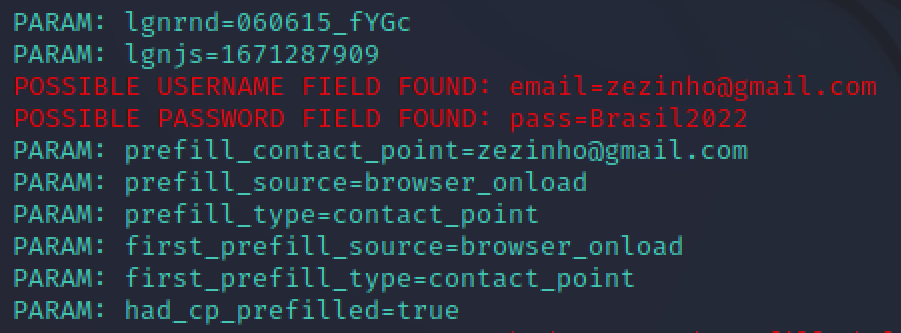 PARAM: lgnrnd=060615_fYGc
PARAM: lgnjs=1671287909
POSSIBLE USERNAME FIELD FOUND: email=zezinho@gmail.com
POSSIBLE PASSWORD FIELD FOUND: pass=Brasil2022
PARAM: prefill_contact_point=zezinho@gmail.com
PARAM: prefill_source=browser_onload
PARAM: prefill_type=contact_point
PARAM: first_prefill_source=browser_onload
PARAM: first_prefill_type=contact_point
PARAM: had_cp_prefilled=true